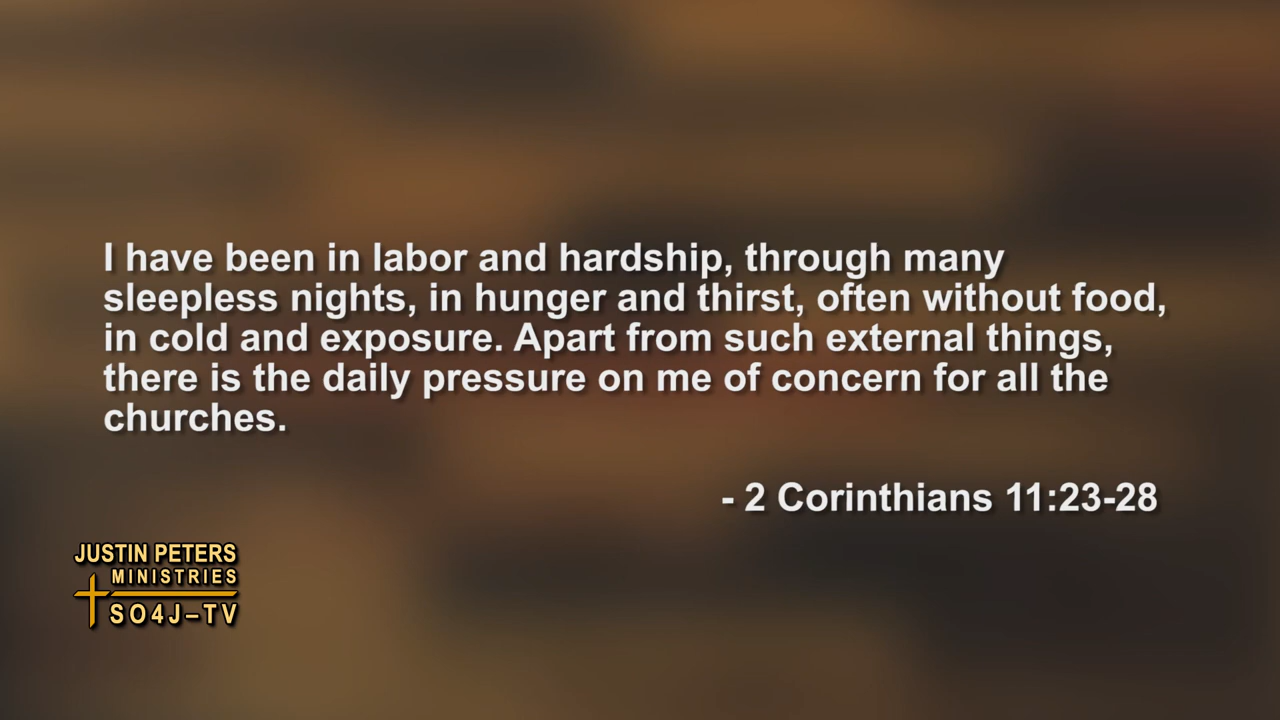 I have been in labor and hardship, through many
sleepless nights, in hunger and thirst, often without food,
in cold and exposure. Apart from such external things,
there is the daily pressure on me of concern for all the
churches.
- 2 Corinthians 11:23-28
JUSTIN PETERS
MINISTRIES
SO4J–TV